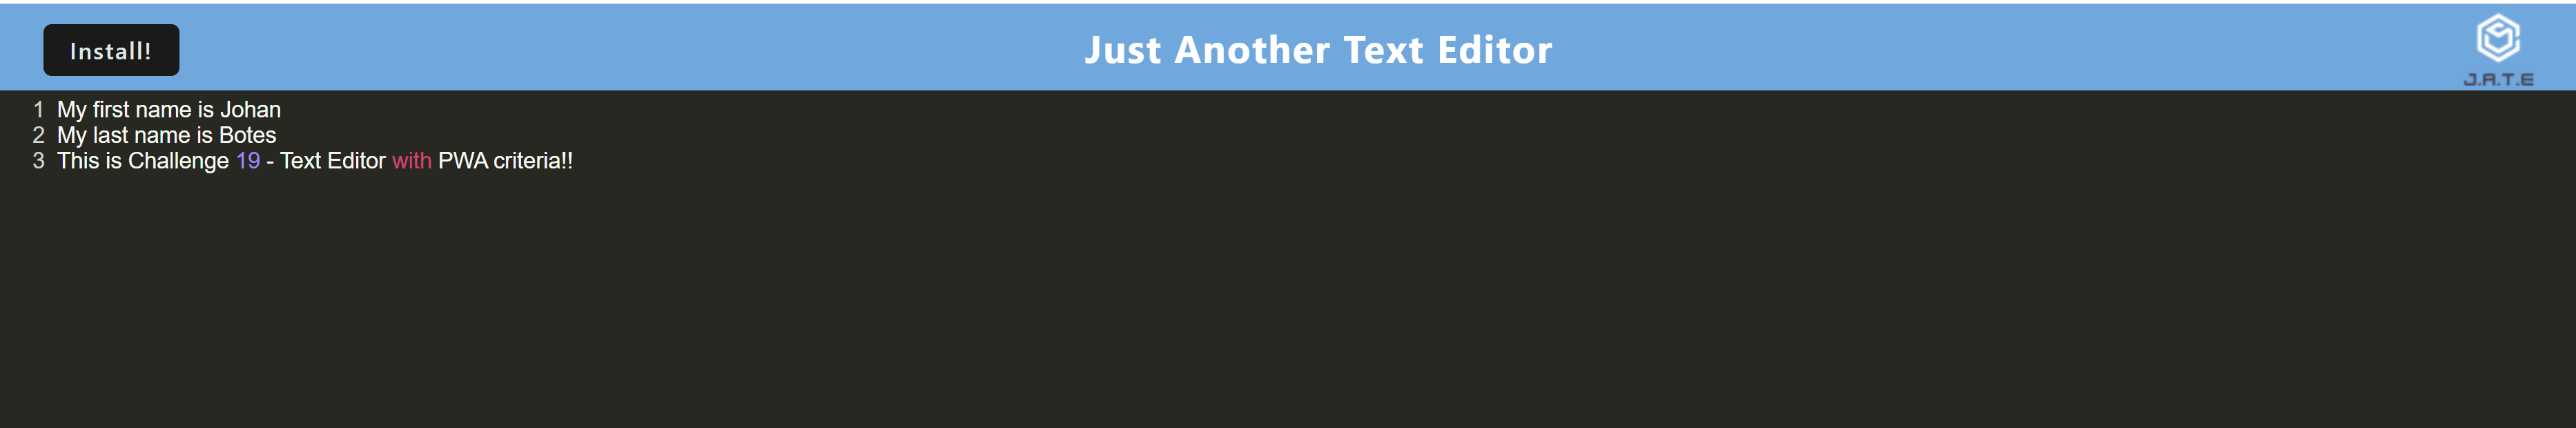 Install!
Just Another Text Editor
J.A.T.E
1 My first name is Johan
2 My last name is Botes
3 This is Challenge 19 - Text Editor with PWA criteria!!